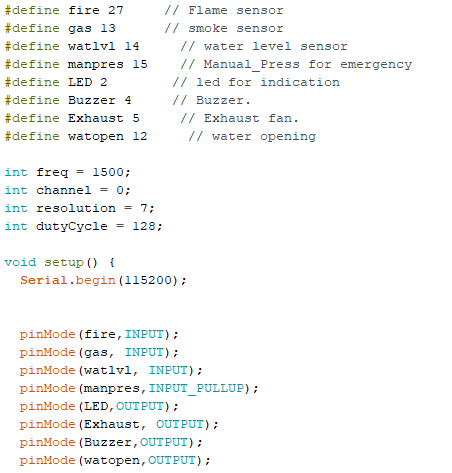 #define fire 27     // Flame sensor
#define gas 13      // smoke sensor
#define watlvl 14     // water level sensor
#define manpres 15    // Manual_Press for emergency
#define LED 2        // led for indication
#define Buzzer 4     // Buzzer.
#define Exhaust 5     // Exhaust fan.
#define watopen 12     // water opening
int freq = 1500;
int channel = 0;
int resolution = 7;
int dutyCycle = 128;
void setup() {
  Serial.begin(115200);
  pinMode(fire,INPUT);
  pinMode(gas, INPUT);
  pinMode(watlvl, INPUT);
  pinMode(manpres,INPUT_PULLUP);
  pinMode(LED,OUTPUT);
  pinMode(Exhaust, OUTPUT);
  pinMode(Buzzer,OUTPUT);
  pinMode(watopen,OUTPUT);